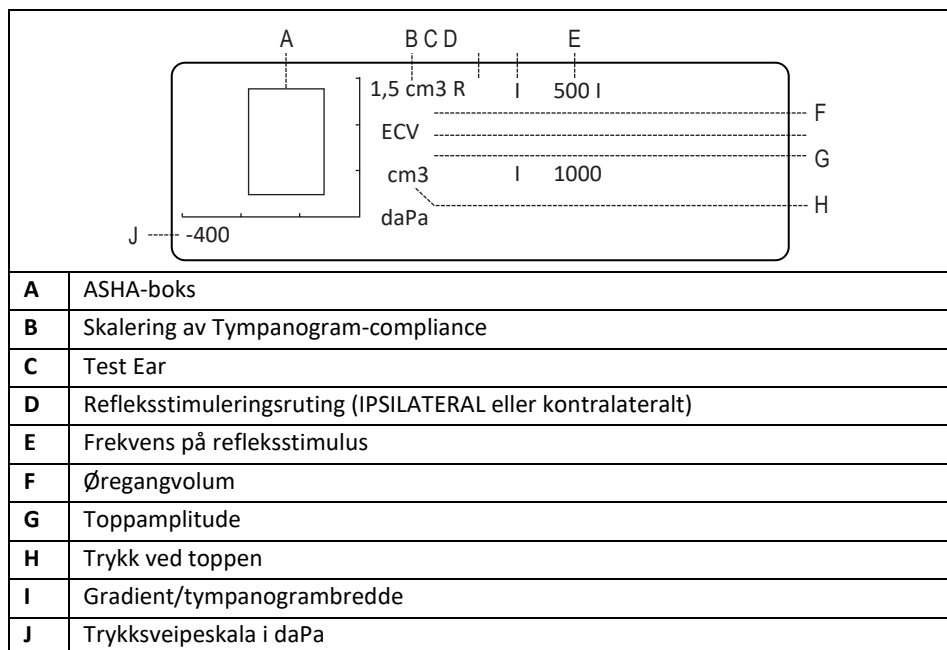 A B C D E
1,5 cm3 R I 500 I
F
ECV
G
cm3 I 1000
H
daPa
J -400
A ASHA-boks
B Skalering av Tympanogram-compliance
C Test Ear
D Refleksstimuleringsruting (IPSILATERAL eller kontralateralt)
E Frekvens på refleksstimulus
F Øregangvolum
G Toppamplitude
H Trykk ved toppen
I Gradient/tympanogrambredde
J Trykksveipeskala i daPa